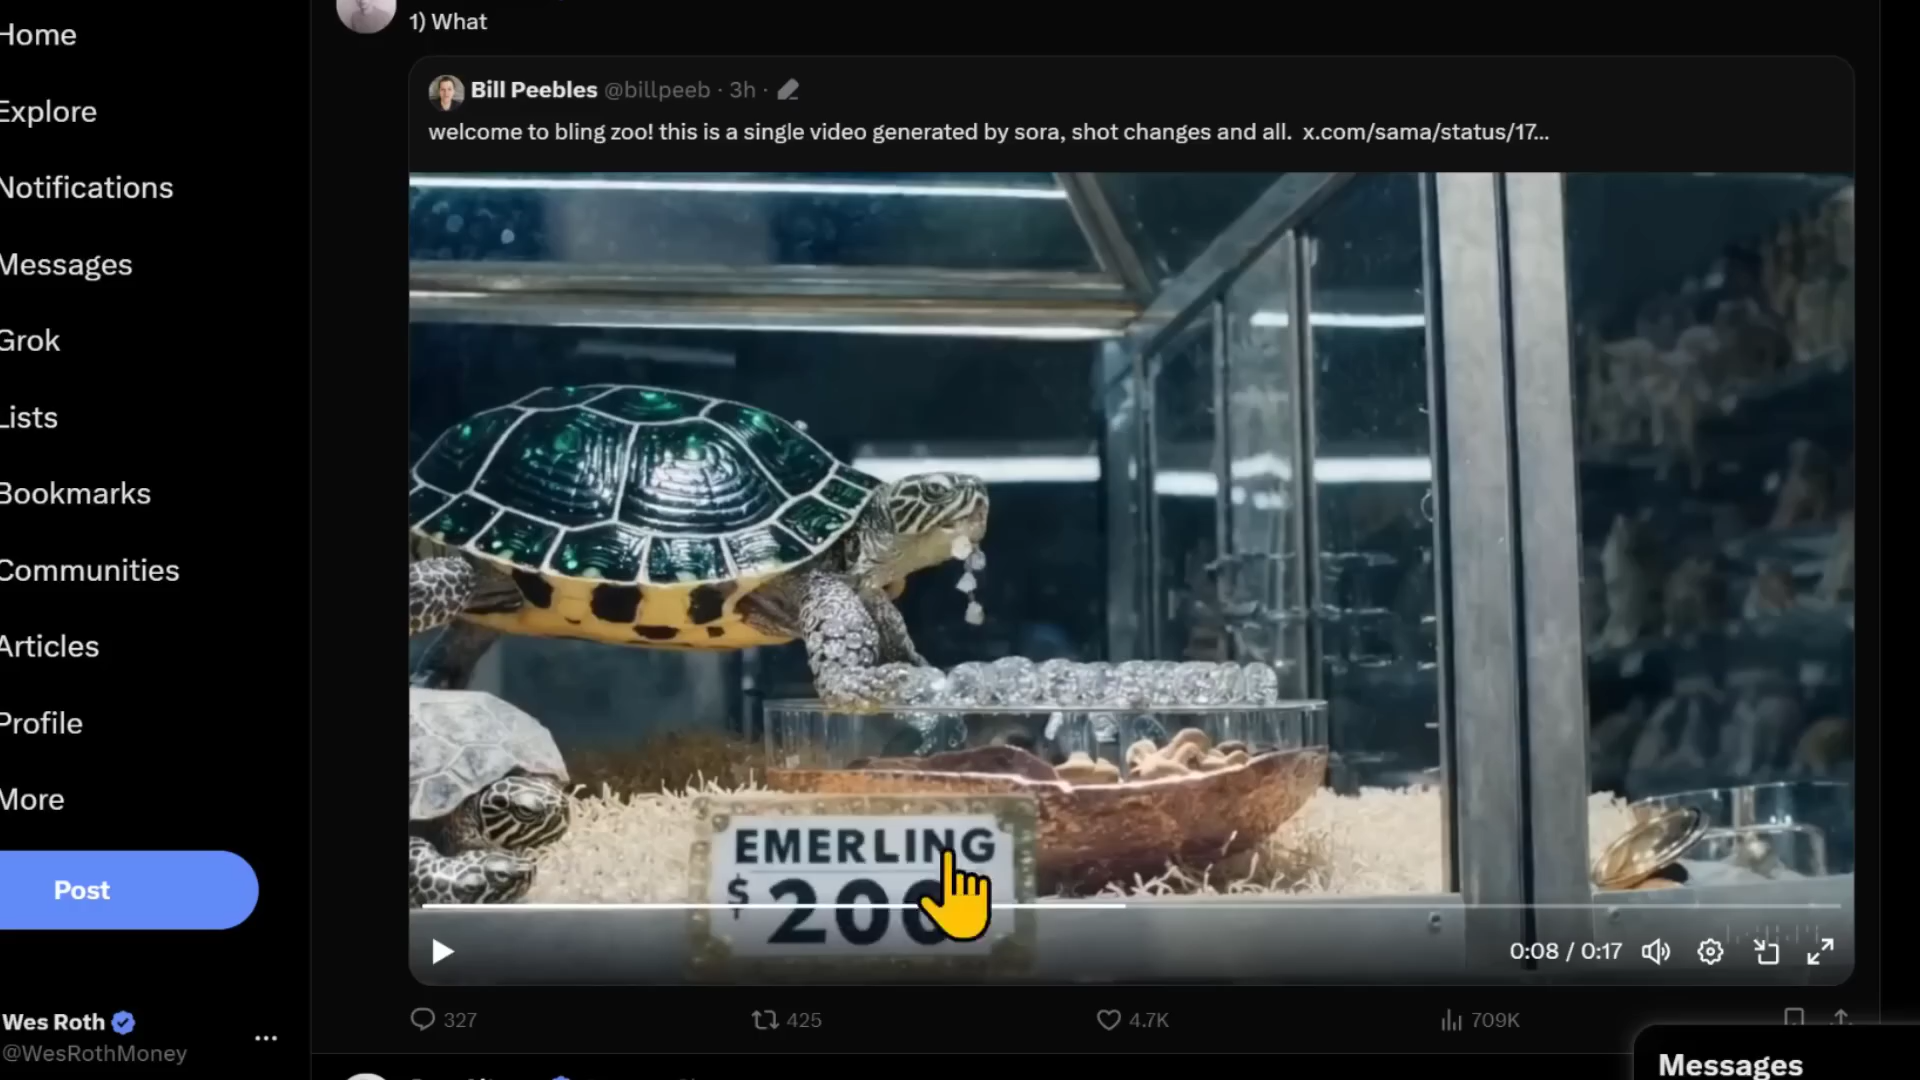 Home
Explore
Notifications
Messages
Grok
Lists
Bookmarks
Communities
Articles
Profile
More
Post
Wes Roth
@WesRothMoney
1) What
Bill Peebles @billpeeb · 3h ·
welcome to bling zoo! this is a single video generated by sora, shot changes and all. x.com/sama/status/17...
EMERLING
$200
0:08 / 0:17
327
425
4.7K
709K
Messages